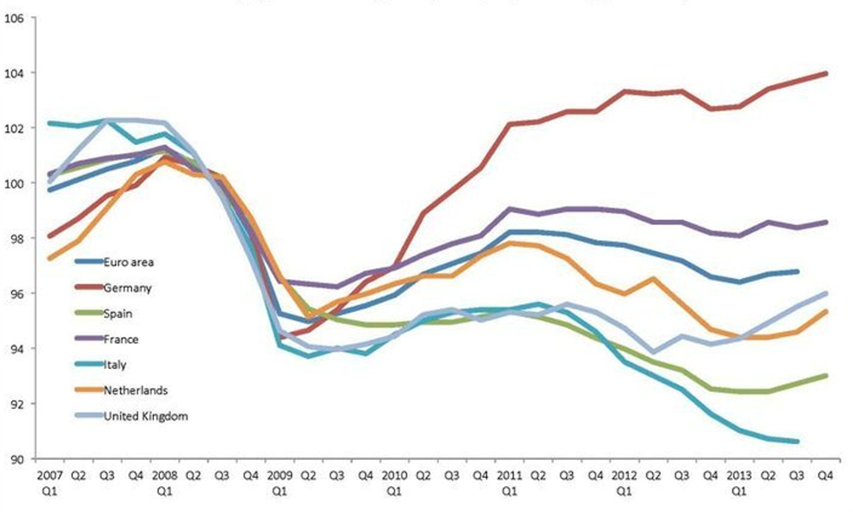 106
104
102
100
98
96
94
92
90
Euro area
Germany
Spain
France
Italy
Netherlands
United Kingdom
2007 Q2 Q3 Q4 2008 Q2 Q3 Q4 2009 Q2 Q3 Q4 2010 Q2 Q3 Q4 2011 Q2 Q3 Q4 2012 Q2 Q3 Q4 2013 Q2 Q3 Q4
Q1 Q1 Q1 Q1 Q1 Q1 Q1